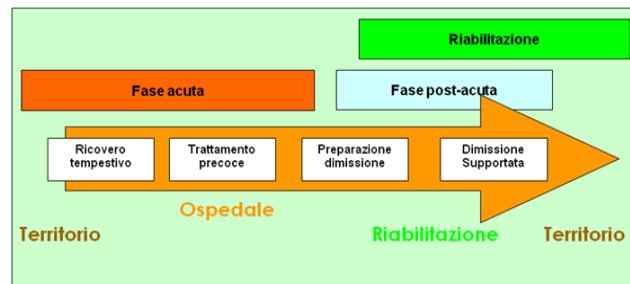 Riabilitazione
Fase acuta
Fase post-acuta
Ricovero
tempestivo
Trattamento
precoce
Preparazione
dimissione
Dimissione
Supportata
Ospedale
Territorio
Riabilitazione
Territorio